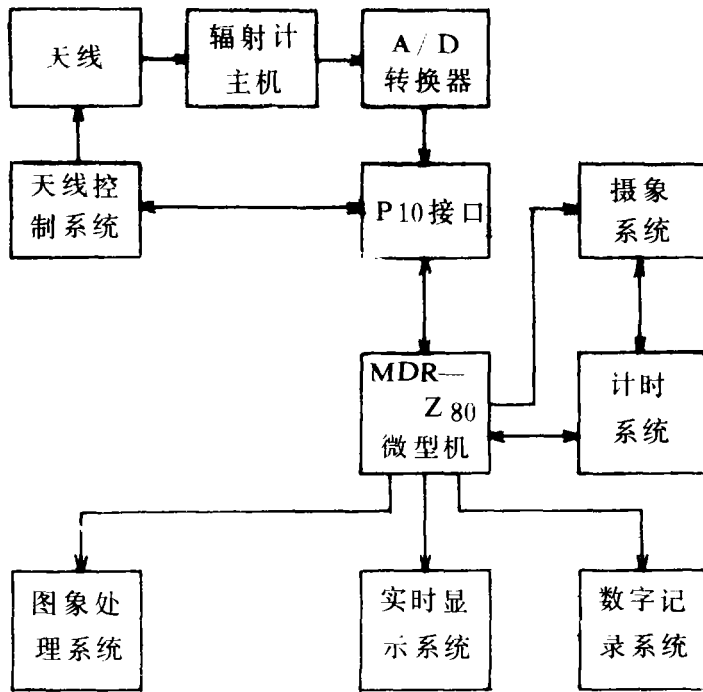 天线
辐射计
主机
A/D
转换器
天线控
制系统
P10接口
摄象
系统
MDR—
Z80
微型机
计时
系统
图象处
理系统
实时显
示系统
数字记
录系统